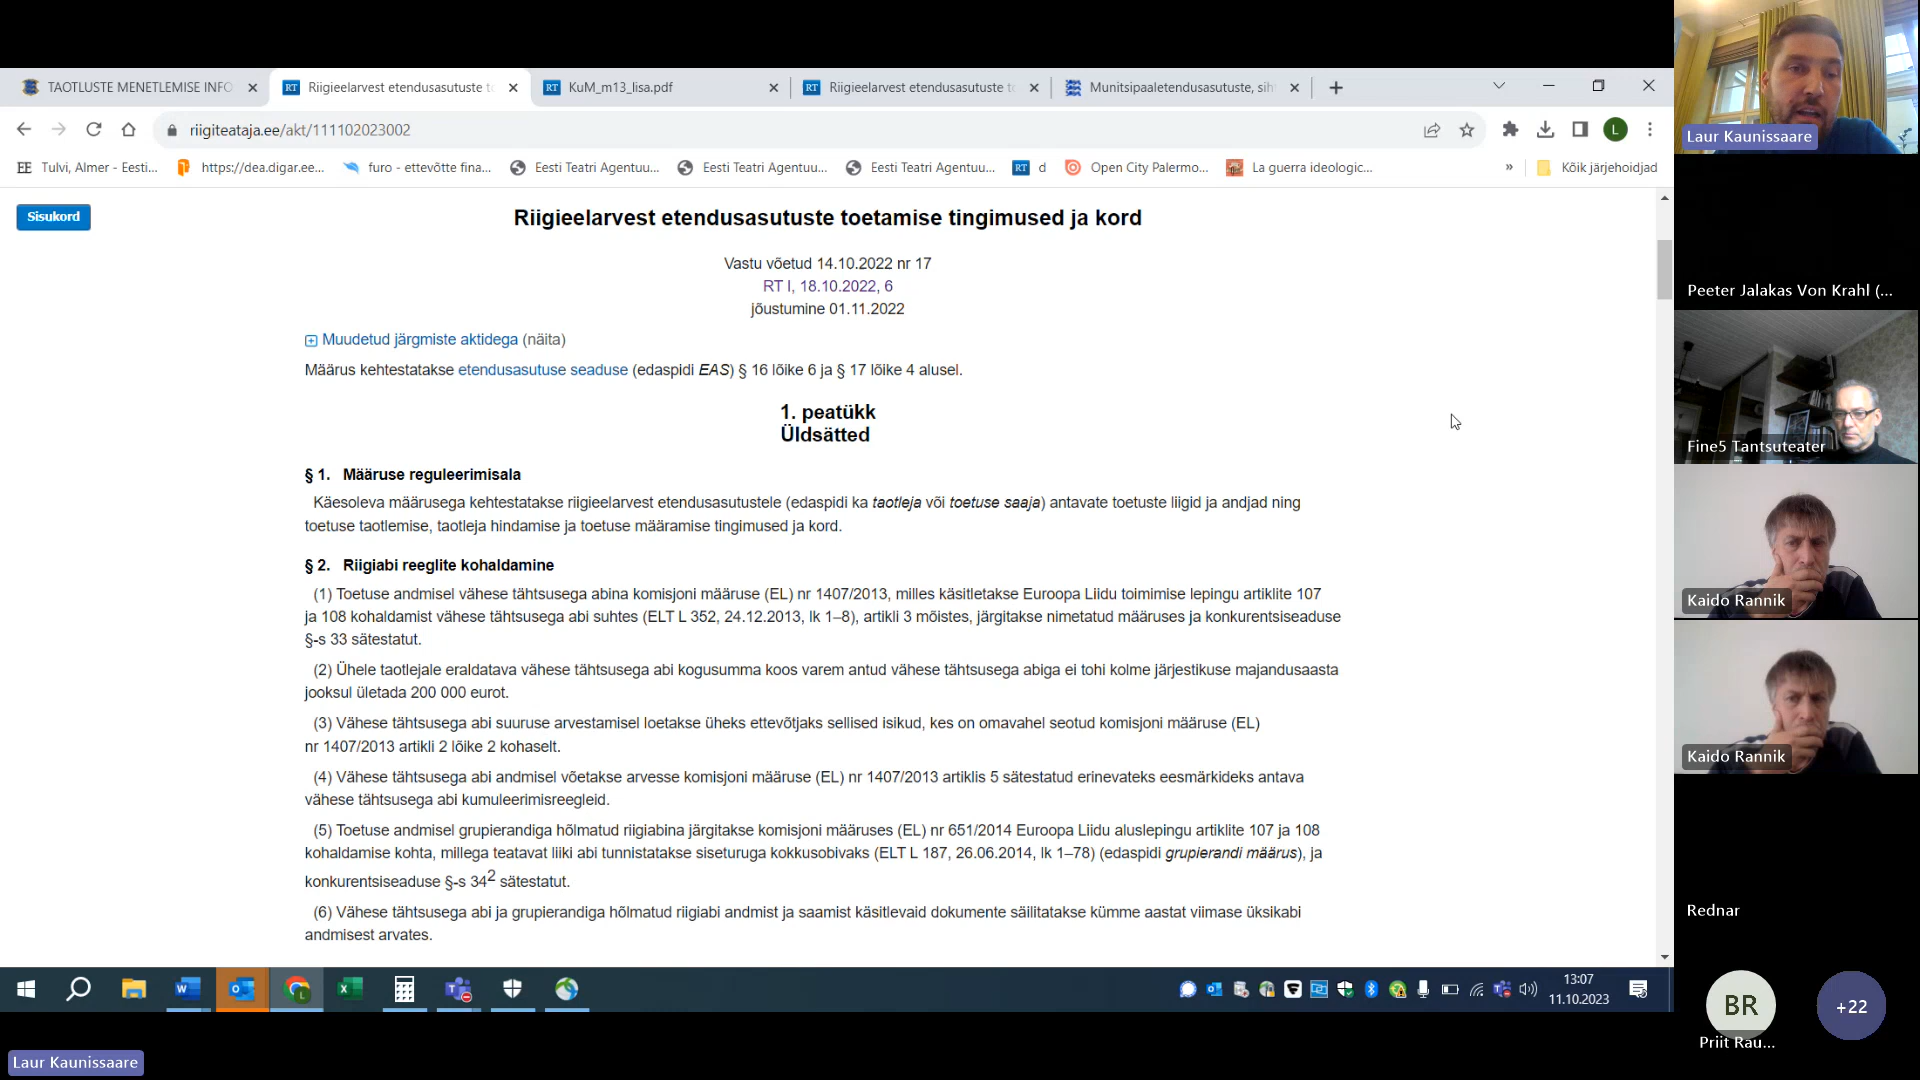 TAOTLUSTE MENETLEMISE INFO
Riigieelarvest etendusasutuste t
KuM_m13_lisa.pdf
Riigieelarvest etendusasutuste t
Munitsipaaletendusasutuste, sih
riigiteataja.ee/akt/111102023002
L
EE Tulvi, Almer - Eesti...
https://dea.digar.ee...
furo - ettevõtte fina...
Eesti Teatri Agentuu...
Eesti Teatri Agentuu...
Eesti Teatri Agentuu...
RT d
Open City Palermo...
La guerra ideologic...
»
Kõik järjehoidjad
Sisukord
Riigieelarvest etendusasutuste toetamise tingimused ja kord
Vastu võetud 14.10.2022 nr 17
RT I, 18.10.2022, 6
jõustumine 01.11.2022
Muudetud järgmiste aktidega (näita)
Määrus kehtestatakse etendusasutuse seaduse (edaspidi EAS) § 16 lõike 6 ja § 17 lõike 4 alusel.
1. peatükk
Üldsätted
§ 1. Määruse reguleerimisala
Käesoleva määrusega kehtestatakse riigieelarvest etendusasutustele (edaspidi ka taotleja või toetuse saaja) antavate toetuste liigid ja andjad ning
toetuse taotlemise, taotleja hindamise ja toetuse määramise tingimused ja kord.
§ 2. Riigiabi reeglite kohaldamine
(1) Toetuse andmisel vähese tähtsusega abina komisjoni määruse (EL) nr 1407/2013, milles käsitletakse Euroopa Liidu toimimise lepingu artiklite 107
ja 108 kohaldamist vähese tähtsusega abi suhtes (ELT L 352, 24.12.2013, lk 1–8), artikli 3 mõistes, järgitakse nimetatud määruses ja konkurentsiseaduse
§-s 33 sätestatut.
(2) Ühele taotlejale eraldatava vähese tähtsusega abi kogusumma koos varem antud vähese tähtsusega abiga ei tohi kolme järjestikuse majandusaasta
jooksul ületada 200 000 eurot.
(3) Vähese tähtsusega abi suuruse arvestamisel loetakse üheks ettevõtjaks sellised isikud, kes on omavahel seotud komisjoni määruse (EL)
nr 1407/2013 artikli 2 lõike 2 kohaselt.
(4) Vähese tähtsusega abi andmisel võetakse arvesse komisjoni määruse (EL) nr 1407/2013 artiklis 5 sätestatud erinevateks eesmärkideks antava
vähese tähtsusega abi kumuleerimisreegleid.
(5) Toetuse andmisel grupierandiga hõlmatud riigiabina järgitakse komisjoni määruses (EL) nr 651/2014 Euroopa Liidu aluslepingu artiklite 107 ja 108
kohaldamise kohta, millega teatavat liiki abi tunnistatakse siseturuga kokkusobivaks (ELT L 187, 26.06.2014, lk 1–78) (edaspidi grupierandi määrus), ja
konkurentsiseaduse §-s 34² sätestatut.
(6) Vähese tähtsusega abi ja grupierandiga hõlmatud riigiabi andmist ja saamist käsitlevaid dokumente säilitatakse kümme aastat viimase üksikabi
andmisest arvates.
13:07
11.10.2023
Laur Kaunissaare
Laur Kaunissaare
Peeter Jalakas Von Krahl (...
Fine5 Tantsuteater
Kaido Rannik
Kaido Rannik
Rednar
BR
+22
Priit Rau...